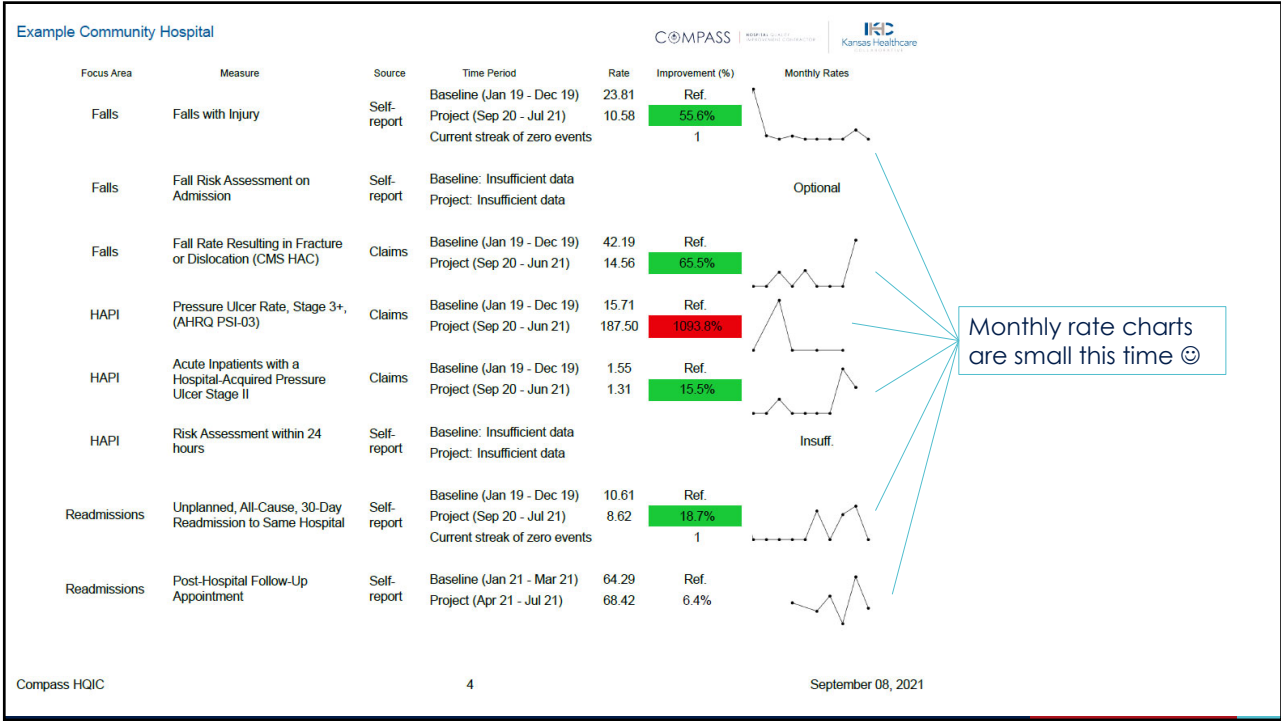 Example Community Hospital
COMPASS
KHC
Kansas Healthcare
COLLABORATIVE
Focus Area Measure Source Time Period Rate Improvement (%) Monthly Rates
Falls
Falls with Injury
Self-
report
Baseline (Jan 19 - Dec 19) 23.81 Ref.
Project (Sep 20 - Jul 21) 10.58 55.6%
Current streak of zero events 1
Falls
Fall Risk Assessment on
Admission
Self-
report
Baseline: Insufficient data
Project: Insufficient data
Optional
Falls
Fall Rate Resulting in Fracture
or Dislocation (CMS HAC)
Claims
Baseline (Jan 19 - Dec 19) 42.19 Ref.
Project (Sep 20 - Jun 21) 14.56 65.5%
HAPI
Pressure Ulcer Rate, Stage 3+,
(AHRQ PSI-03)
Claims
Baseline (Jan 19 - Dec 19) 15.71 Ref.
Project (Sep 20 - Jun 21) 187.50 1093.8%
Monthly rate charts
are small this time ☺
HAPI
Acute Inpatients with a
Hospital-Acquired Pressure
Ulcer Stage II
Claims
Baseline (Jan 19 - Dec 19) 1.55 Ref.
Project (Sep 20 - Jun 21) 1.31 15.5%
HAPI
Risk Assessment within 24
hours
Self-
report
Baseline: Insufficient data
Project: Insufficient data
Insuff.
Readmissions
Unplanned, All-Cause, 30-Day
Readmission to Same Hospital
Self-
report
Baseline (Jan 19 - Dec 19) 10.61 Ref.
Project (Sep 20 - Jul 21) 8.62 18.7%
Current streak of zero events 1
Readmissions
Post-Hospital Follow-Up
Appointment
Self-
report
Baseline (Jan 21 - Mar 21) 64.29 Ref.
Project (Apr 21 - Jul 21) 68.42 6.4%
Compass HQIC 4 September 08, 2021